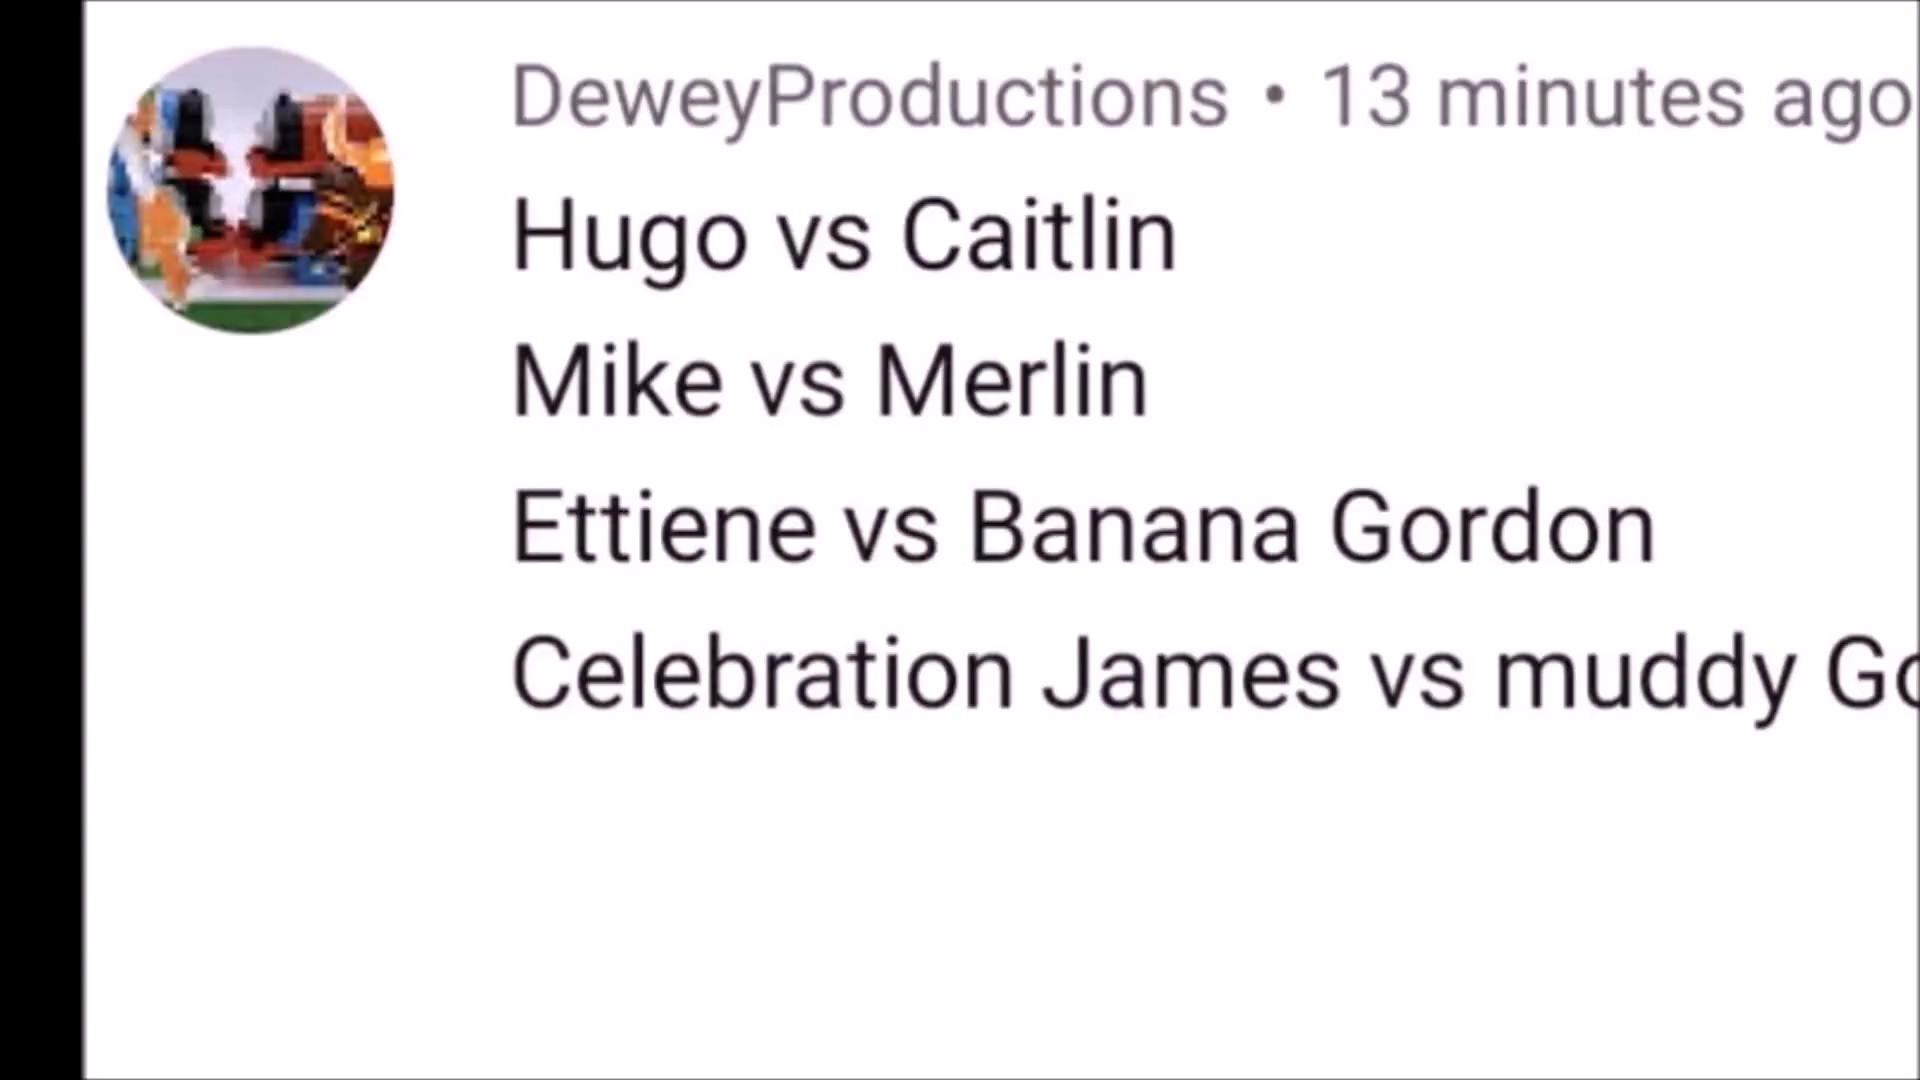 DeweyProductions • 13 minutes ago
Hugo vs Caitlin
Mike vs Merlin
Ettiene vs Banana Gordon
Celebration James vs muddy